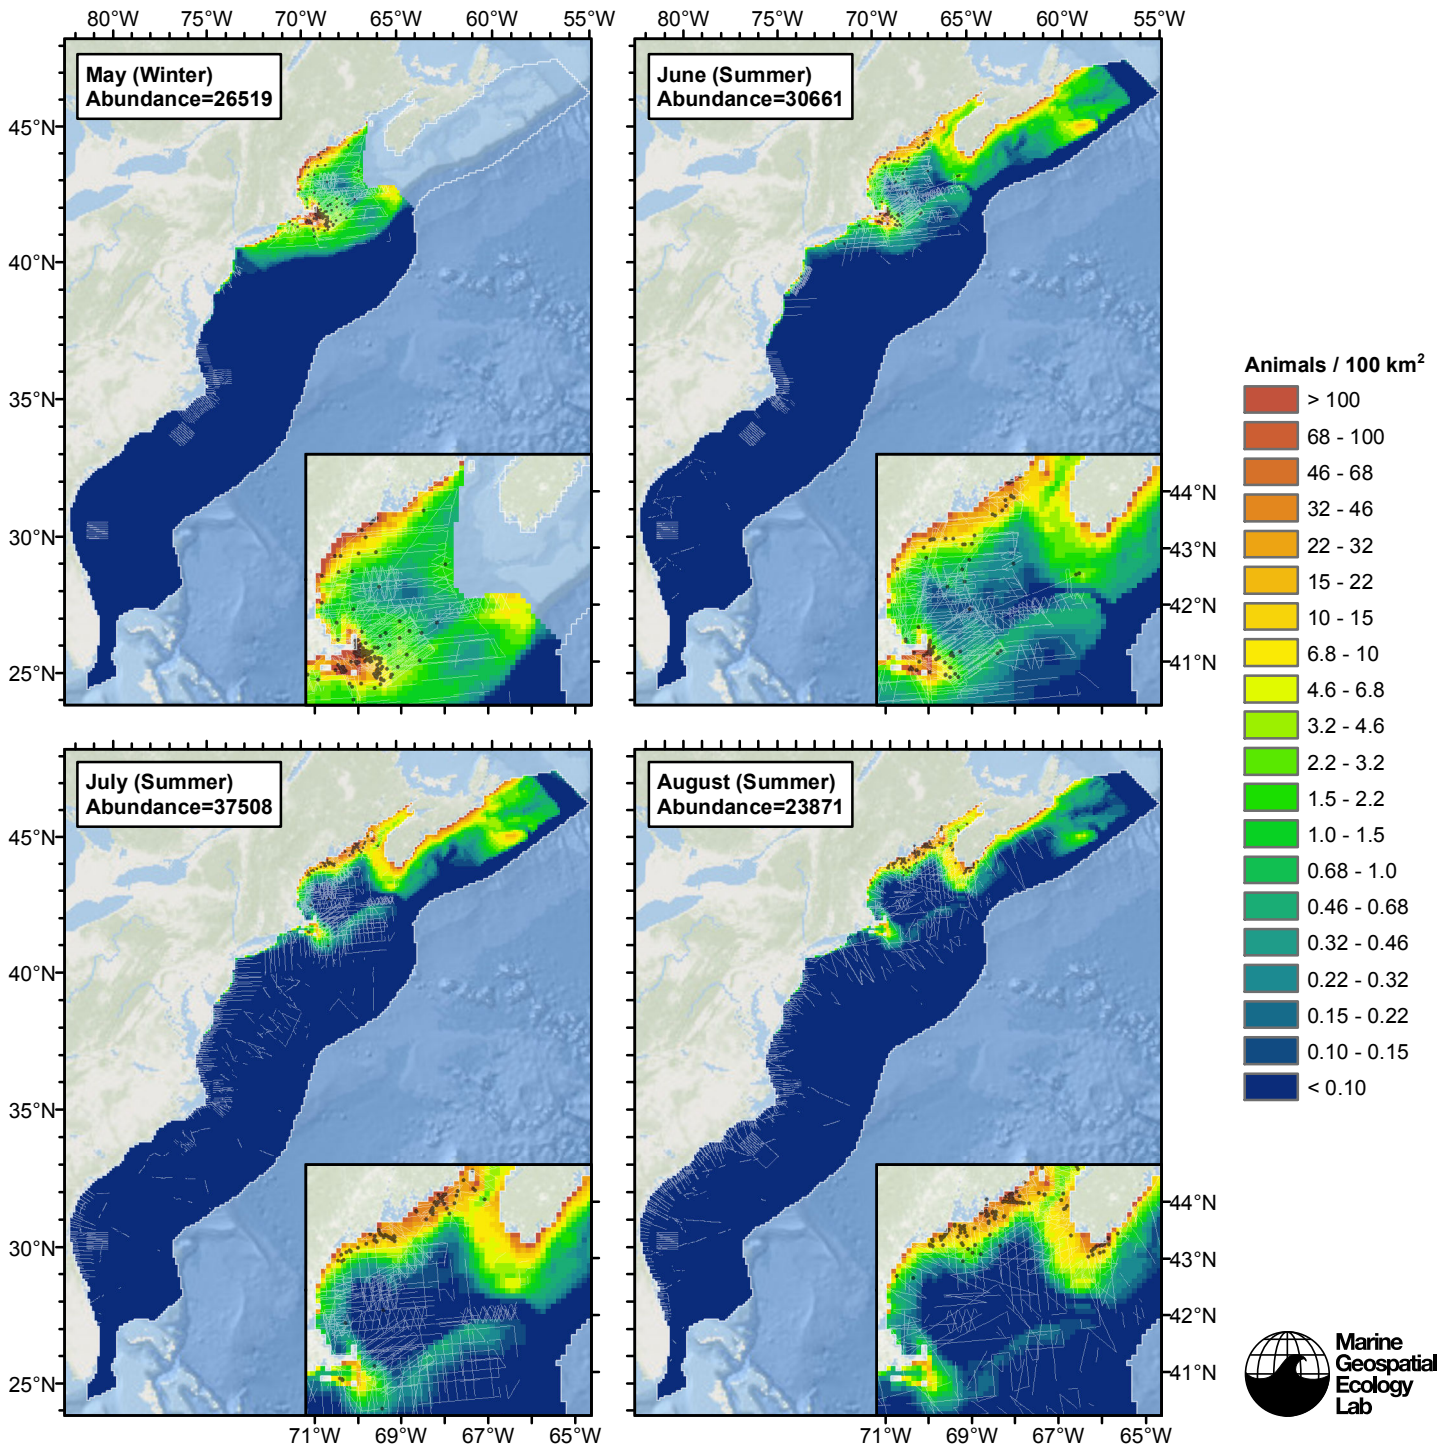 80°W 75°W 70°W 65°W 60°W 55°W
80°W 75°W 70°W 65°W 60°W 55°W
May (Winter)
Abundance=26519
June (Summer)
Abundance=30661
45°N
40°N
35°N
30°N
25°N
44°N
43°N
42°N
41°N
July (Summer)
Abundance=37508
August (Summer)
Abundance=23871
45°N
40°N
35°N
30°N
25°N
44°N
43°N
42°N
41°N
71°W 69°W 67°W 65°W
71°W 69°W 67°W 65°W
Animals / 100 km²
> 100
68 - 100
46 - 68
32 - 46
22 - 32
15 - 22
10 - 15
6.8 - 10
4.6 - 6.8
3.2 - 4.6
2.2 - 3.2
1.5 - 2.2
1.0 - 1.5
0.68 - 1.0
0.46 - 0.68
0.32 - 0.46
0.22 - 0.32
0.15 - 0.22
0.10 - 0.15
< 0.10
Marine
Geospatial
Ecology
Lab